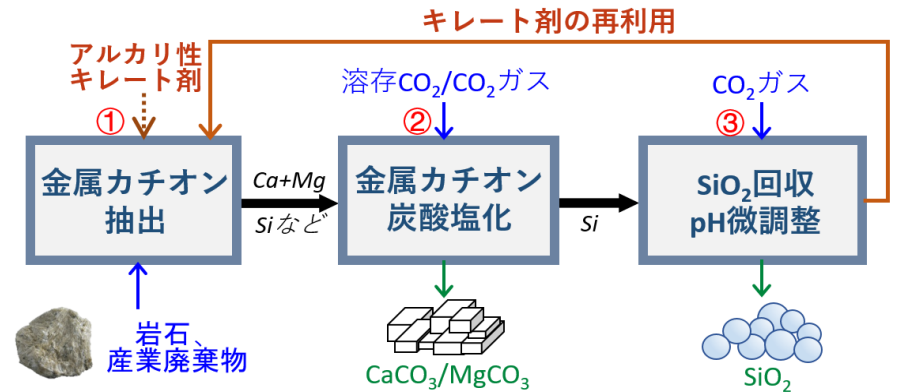 キレート剤の再利用
アルカリ性
キレート剤
溶存CO₂/CO₂ガス
CO₂ガス
①
②
③
金属カチオン
抽出
Ca+Mg
Siなど
金属カチオン
炭酸塩化
Si
SiO₂回収
pH微調整
岩石、
産業廃棄物
CaCO₃/MgCO₃
SiO₂